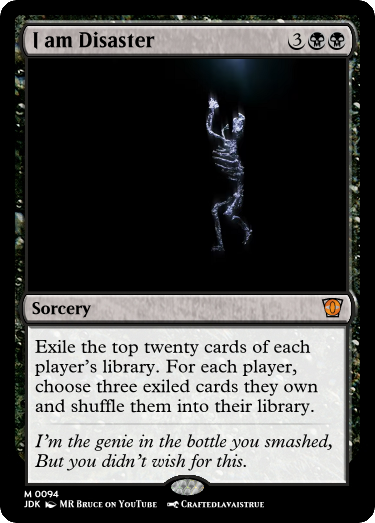 I am Disaster 3
Sorcery
Exile the top twenty cards of each
player's library. For each player,
choose three exiled cards they own
and shuffle them into their library.
I'm the genie in the bottle you smashed,
But you didn't wish for this.
M 0094
JDK MR Bruce on YouTube Craftedlavaistrue